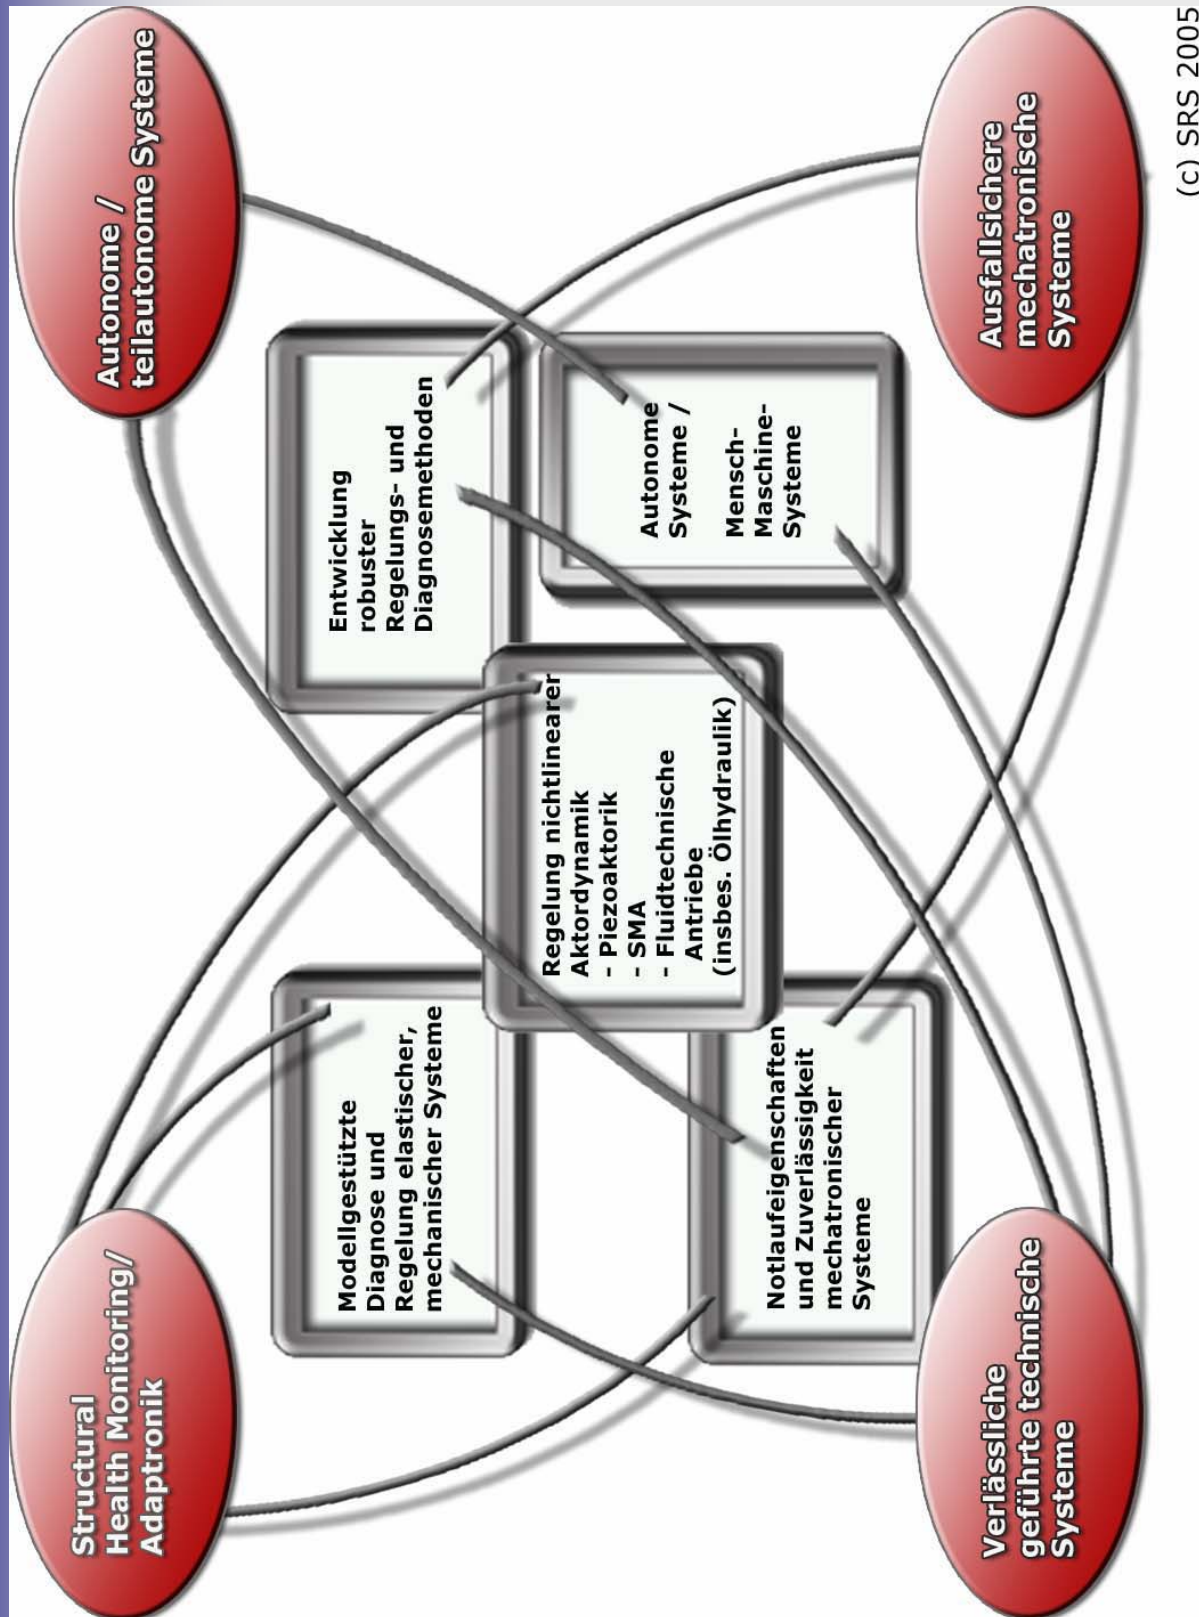 Structural
Health Monitoring/
Adaptronik
Autonome /
teilautonome Systeme
Modellgestützte
Diagnose und
Regelung elastischer,
mechanischer Systeme
Entwicklung
robuster
Regelungs- und
Diagnosemethoden
Regelung nichtlinearer
Aktordynamik
- Piezoaktorik
- SMA
- Fluidtechnische
Antriebe
(insbes. Ölhydraulik)
Notlaufeigenschaften
und Zuverlässigkeit
mechatronischer
Systeme
Autonome
Systeme /
Mensch-
Maschine-
Systeme
Verlässliche
geführte technische
Systeme
Ausfallsichere
mechatronische
Systeme
(c) SRS 2005